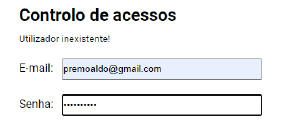 Controlo de acessos
Utilizador inexistente!
E-mail: premoaldo@gmail.com
Senha: ••••••••••